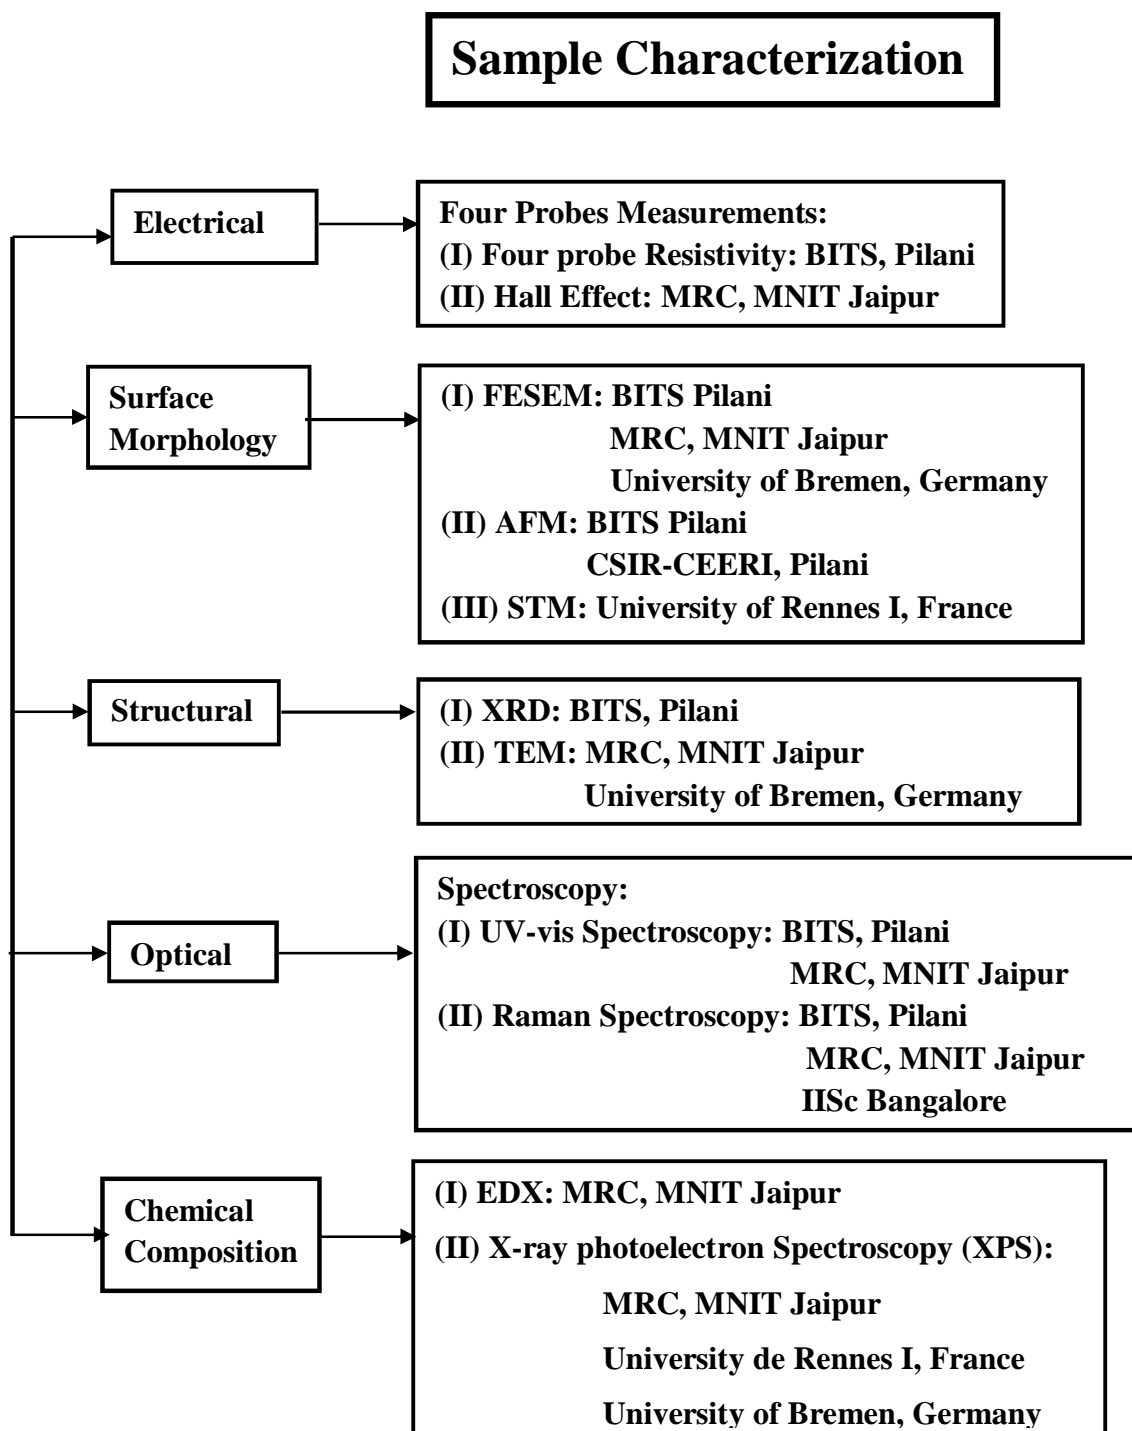 Sample Characterization
Electrical
Four Probes Measurements:
(I) Four probe Resistivity: BITS, Pilani
(II) Hall Effect: MRC, MNIT Jaipur
Surface
Morphology
(I) FESEM: BITS Pilani
MRC, MNIT Jaipur
University of Bremen, Germany
(II) AFM: BITS Pilani
CSIR-CEERI, Pilani
(III) STM: University of Rennes I, France
Structural
(I) XRD: BITS, Pilani
(II) TEM: MRC, MNIT Jaipur
University of Bremen, Germany
Optical
Spectroscopy:
(I) UV-vis Spectroscopy: BITS, Pilani
MRC, MNIT Jaipur
(II) Raman Spectroscopy: BITS, Pilani
MRC, MNIT Jaipur
IISc Bangalore
Chemical
Composition
(I) EDX: MRC, MNIT Jaipur
(II) X-ray photoelectron Spectroscopy (XPS):
MRC, MNIT Jaipur
University de Rennes I, France
University of Bremen, Germany